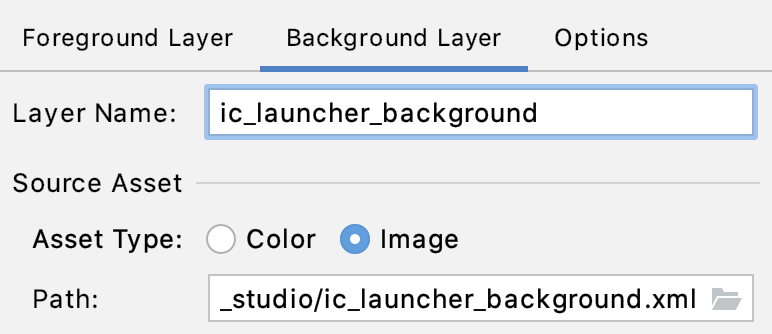 Foreground Layer Background Layer Options
Layer Name: ic_launcher_background
Source Asset
Asset Type: Color Image
Path: _studio/ic_launcher_background.xml